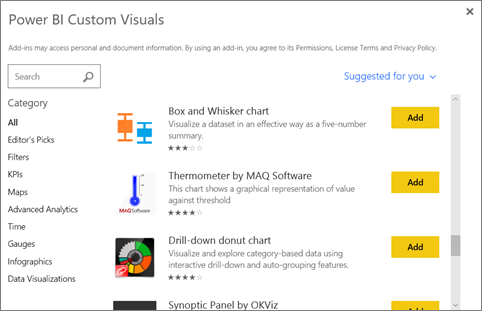 Power BI Custom Visuals
Add-ins may access personal and document information. By using an add-in, you agree to its Permissions, License Terms and Privacy Policy.
Search
Suggested for you
Category
All
Editor's Picks
Filters
KPIs
Maps
Advanced Analytics
Time
Gauges
Infographics
Data Visualizations
Box and Whisker chart
Visualize a dataset in an effective way as a five-number
summary.
Add
Thermometer by MAQ Software
This chart shows a graphical representation of value
against threshold
MAQ Software
Add
Drill-down donut chart
Visualize and explore category-based data using
interactive drill-down and auto-grouping features.
Add
Synoptic Panel by OKViz
Add